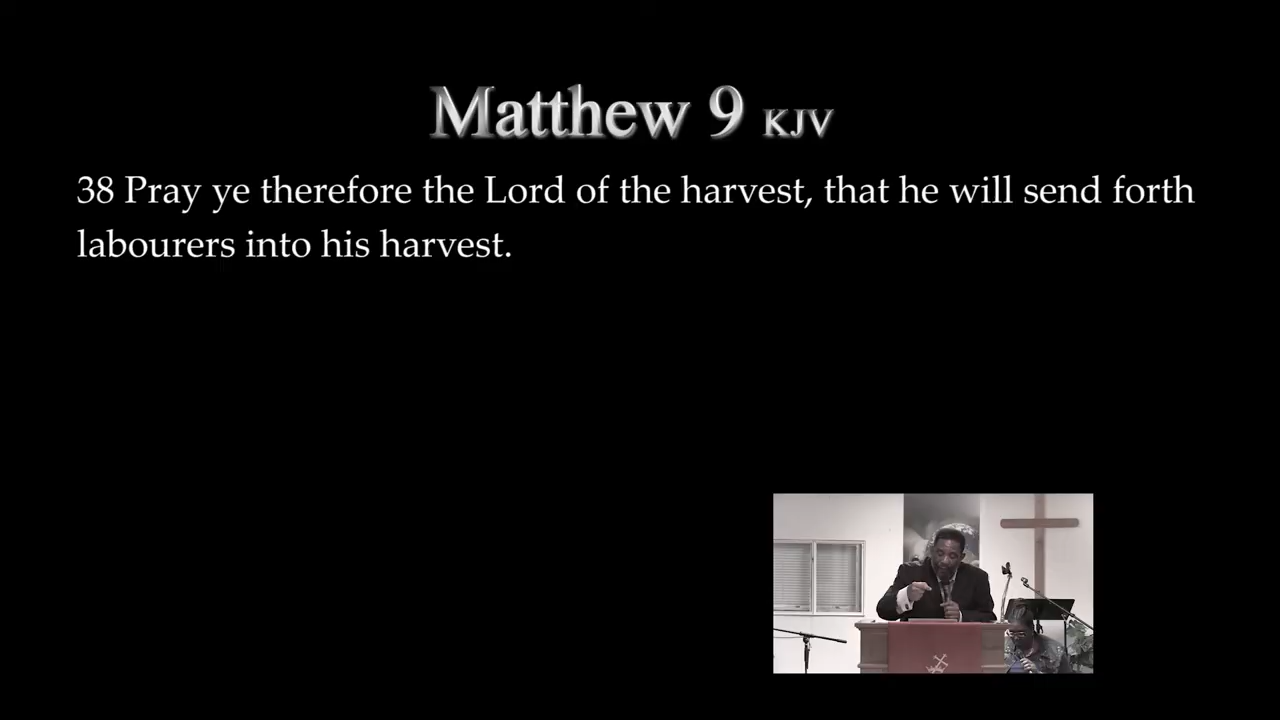 Matthew 9 KJV
38 Pray ye therefore the Lord of the harvest, that he will send forth
labourers into his harvest.